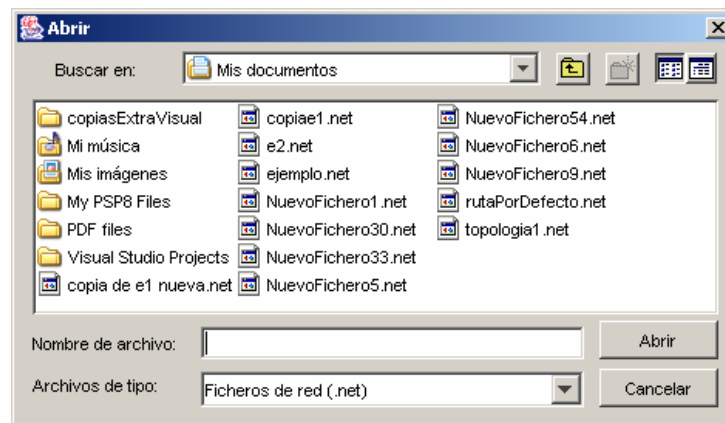 Abrir
Buscar en: Mis documentos
copiasExtraVisual copiae1.net NuevoFichero54.net
Mi música e2.net NuevoFichero6.net
Mis imágenes ejemplo.net NuevoFichero9.net
My PSP8 Files NuevoFichero1.net rutaPorDefecto.net
PDF files NuevoFichero30.net topologia1.net
Visual Studio Projects NuevoFichero33.net
copia de e1 nueva.net NuevoFichero5.net
Nombre de archivo: Abrir
Archivos de tipo: Ficheros de red (.net) Cancelar